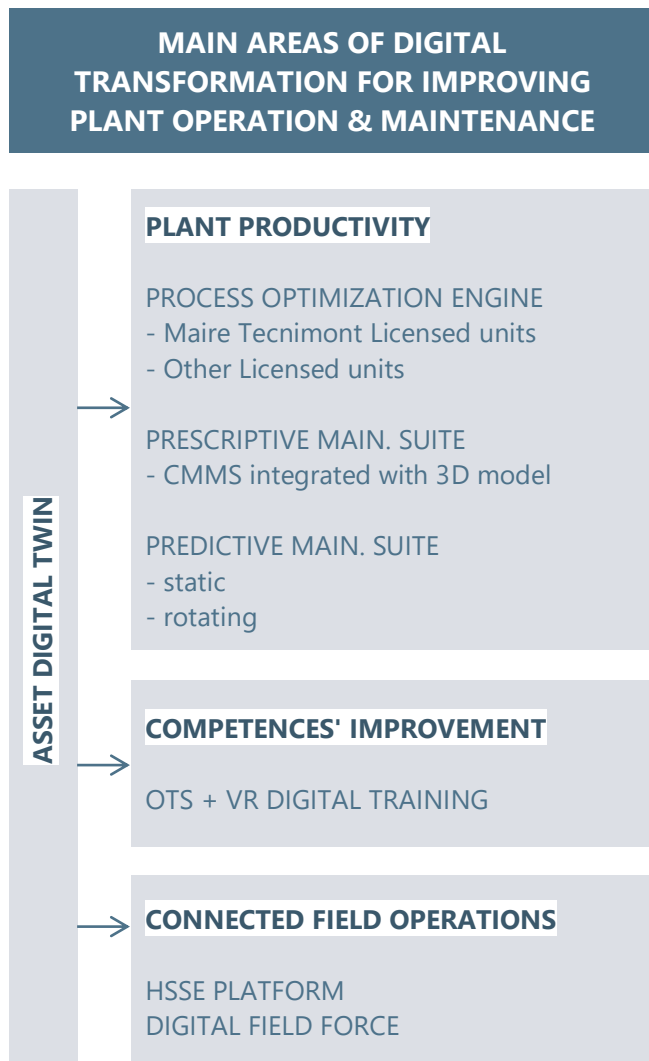 MAIN AREAS OF DIGITAL
TRANSFORMATION FOR IMPROVING
PLANT OPERATION & MAINTENANCE
ASSET DIGITAL TWIN
PLANT PRODUCTIVITY
PROCESS OPTIMIZATION ENGINE
- Maire Tecnimont Licensed units
- Other Licensed units
PRESCRIPTIVE MAIN. SUITE
- CMMS integrated with 3D model
PREDICTIVE MAIN. SUITE
- static
- rotating
COMPETENCES' IMPROVEMENT
OTS + VR DIGITAL TRAINING
CONNECTED FIELD OPERATIONS
HSSE PLATFORM
DIGITAL FIELD FORCE